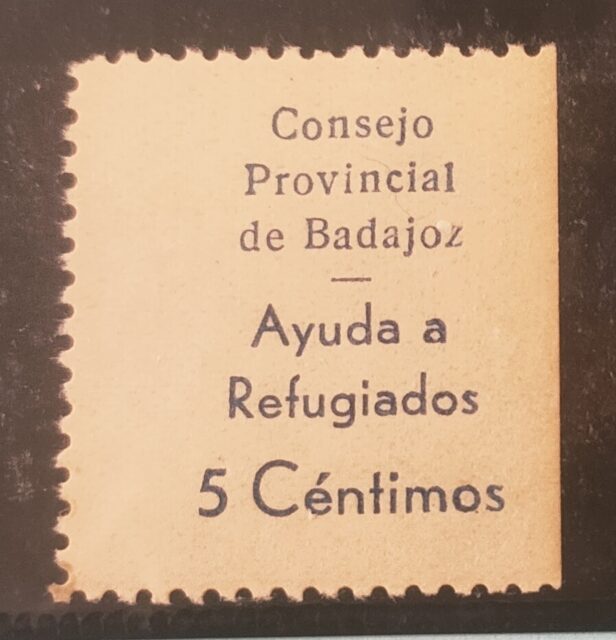 Consejo
Provincial
de Badajoz
—
Ayuda a
Refugiados
5 Céntimos